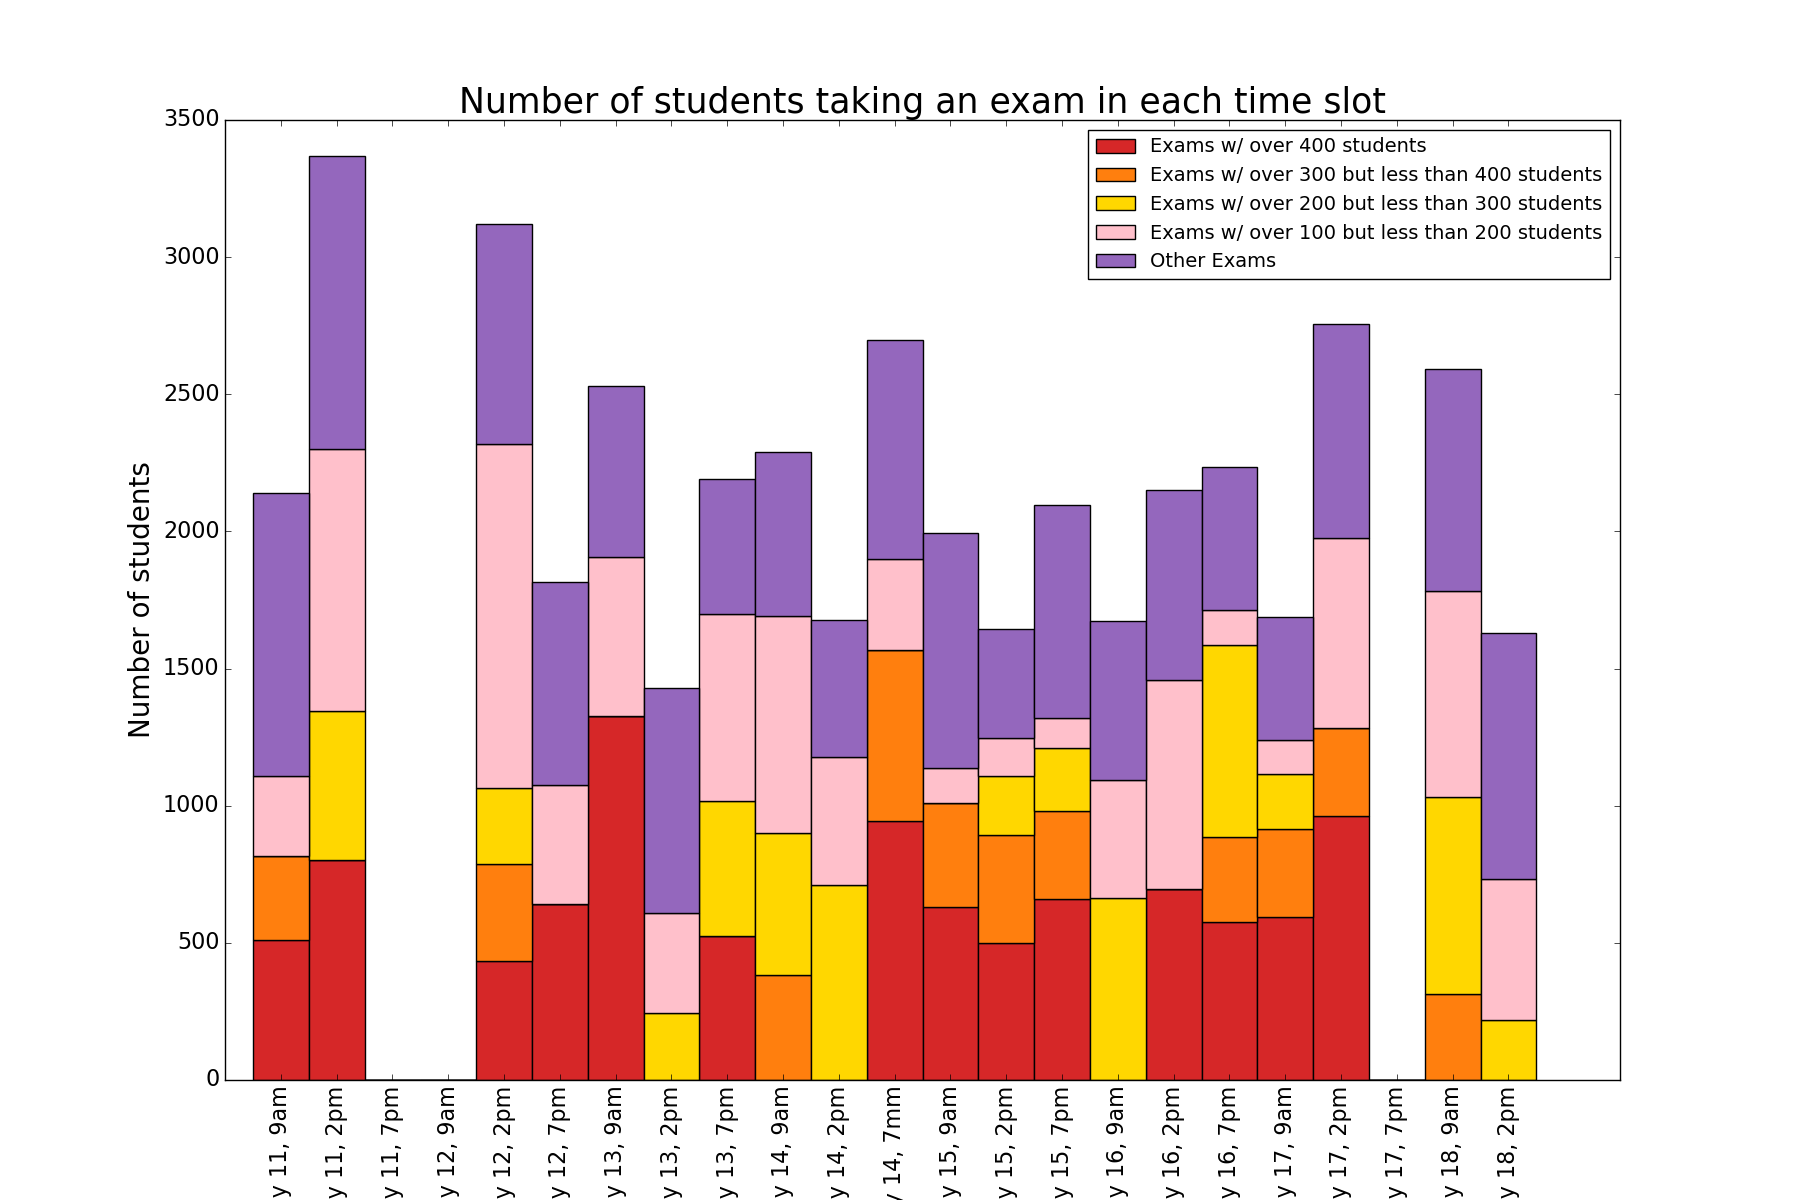 Number of students taking an exam in each time slot
3500
3000
2500
2000
1500
1000
500
0
Number of students
Exams w/ over 400 students
Exams w/ over 300 but less than 400 students
Exams w/ over 200 but less than 300 students
Exams w/ over 100 but less than 200 students
Other Exams
y 11, 9am
y 11, 2pm
y 11, 7pm
y 12, 9am
y 12, 2pm
y 12, 7pm
y 13, 9am
y 13, 2pm
y 13, 7pm
y 14, 9am
y 14, 2pm
y 14, 7mm
y 15, 9am
y 15, 2pm
y 15, 7pm
y 16, 9am
y 16, 2pm
y 16, 7pm
y 17, 9am
y 17, 2pm
y 17, 7pm
y 18, 9am
y 18, 2pm